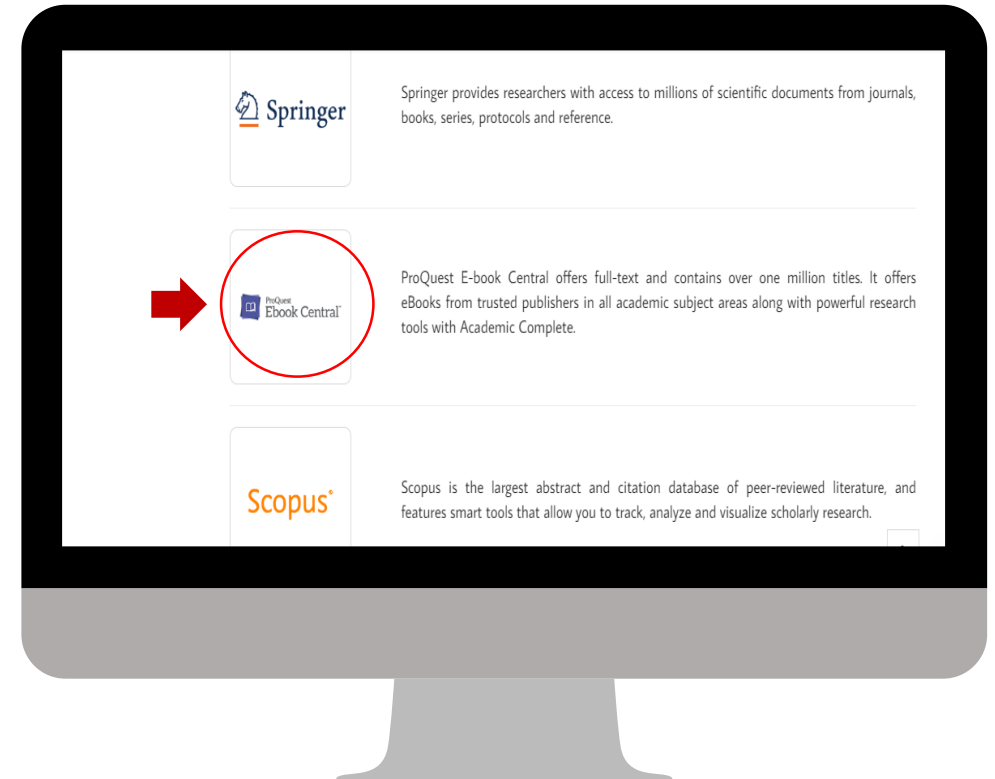 Springer
Springer provides researchers with access to millions of scientific documents from journals,
books, series, protocols and reference.
ProQuest
Ebook Central™
ProQuest E-book Central offers full-text and contains over one million titles. It offers
eBooks from trusted publishers in all academic subject areas along with powerful research
tools with Academic Complete.
Scopus®
Scopus is the largest abstract and citation database of peer-reviewed literature, and
features smart tools that allow you to track, analyze and visualize scholarly research.